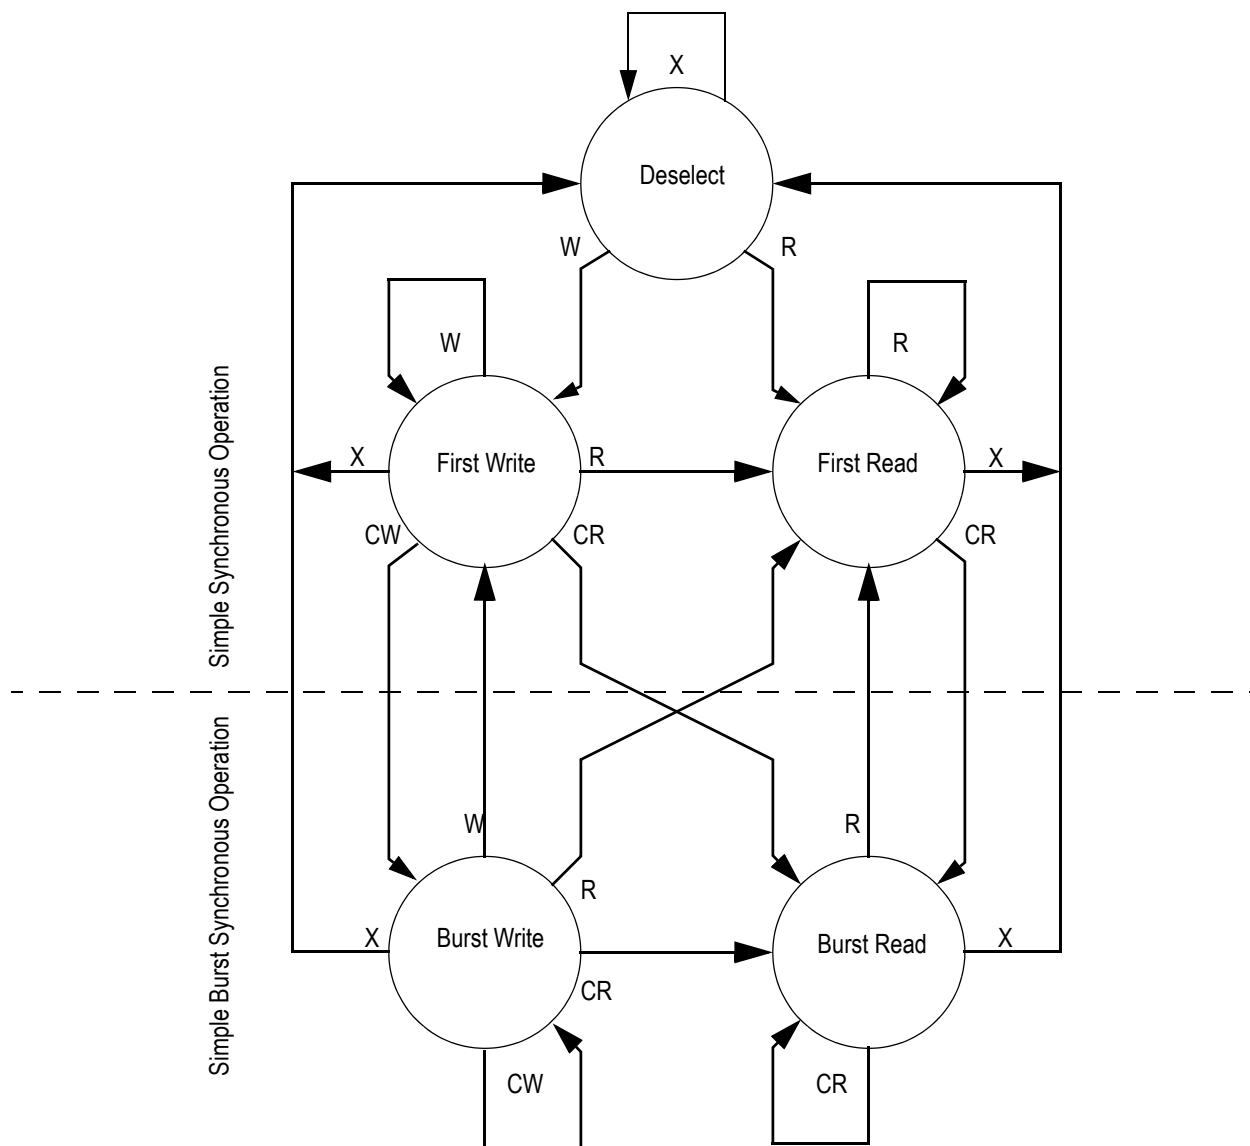 X
Deselect
W
R
W
R
Simple Synchronous Operation
X
First Write
R
First Read
X
CW
CR
CR
Simple Burst Synchronous Operation
W
R
R
X
Burst Write
Burst Read
X
CR
CW
CR